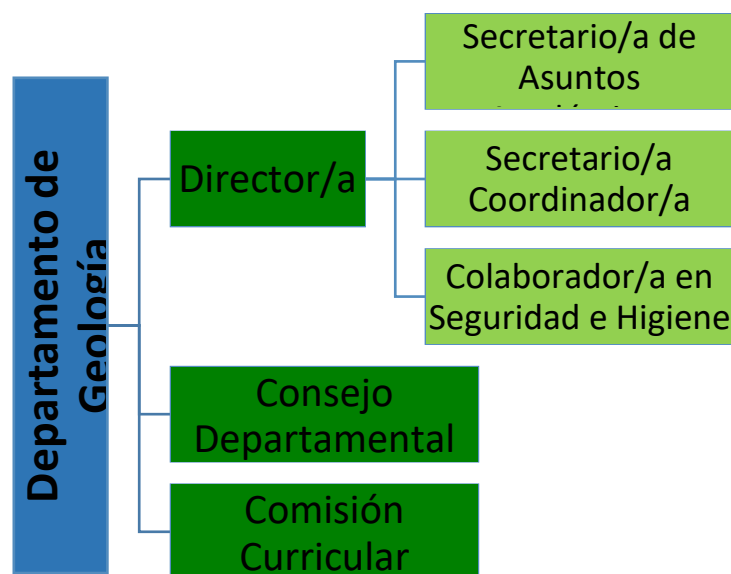 Departamento de
Geología
Director/a
Secretario/a de
Asuntos
Secretario/a
Coordinador/a
Colaborador/a en
Seguridad e Higiene
Consejo
Departamental
Comisión
Curricular